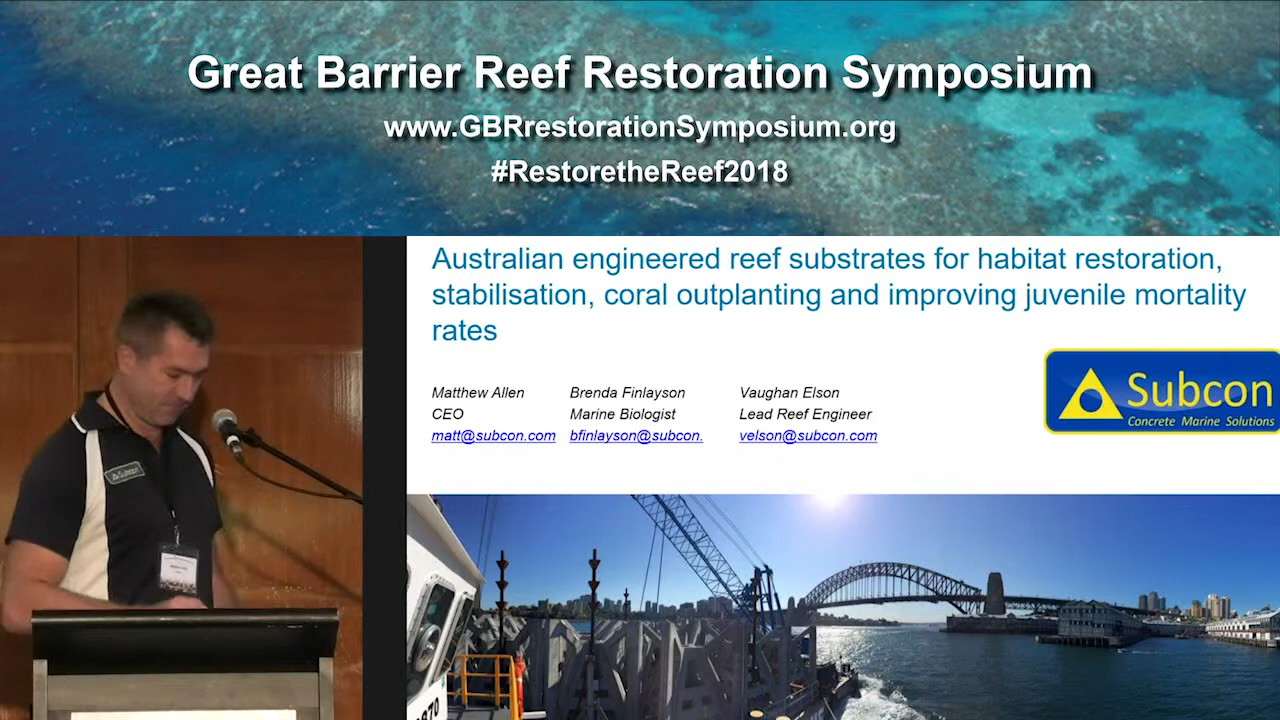 Great Barrier Reef Restoration Symposium
www.GBRrestorationSymposium.org
#RestoretheReef2018
Australian engineered reef substrates for habitat restoration,
stabilisation, coral outplanting and improving juvenile mortality
rates
Matthew Allen Brenda Finlayson Vaughan Elson
CEO Marine Biologist Lead Reef Engineer
matt@subcon.com bfinlayson@subcon. velson@subcon.com
Subcon
Concrete Marine Solutions
Subcon
870